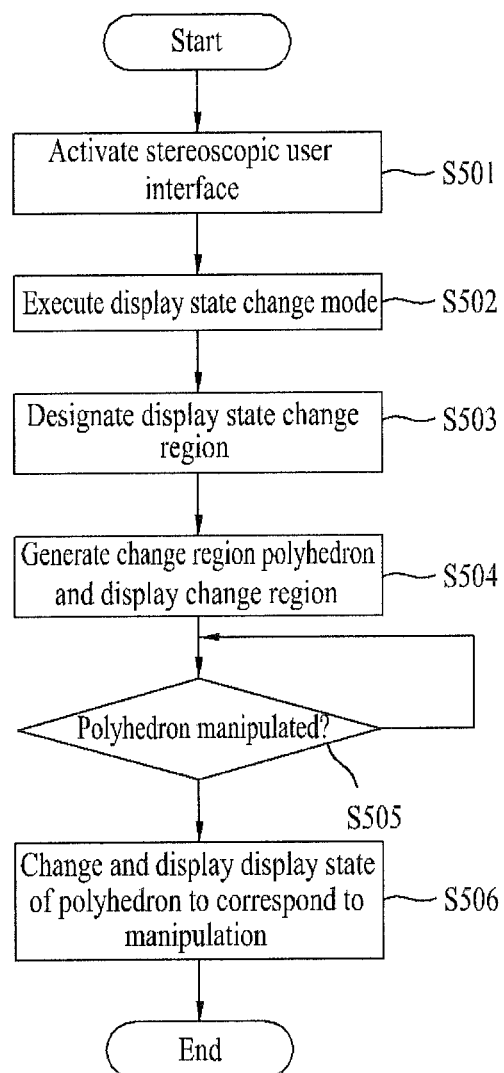 Start
Activate stereoscopic user
interface
S501
Execute display state change mode
S502
Designate display state change
region
S503
Generate change region polyhedron
and display change region
S504
Polyhedron manipulated?
S505
Change and display display state
of polyhedron to correspond to
manipulation
S506
End